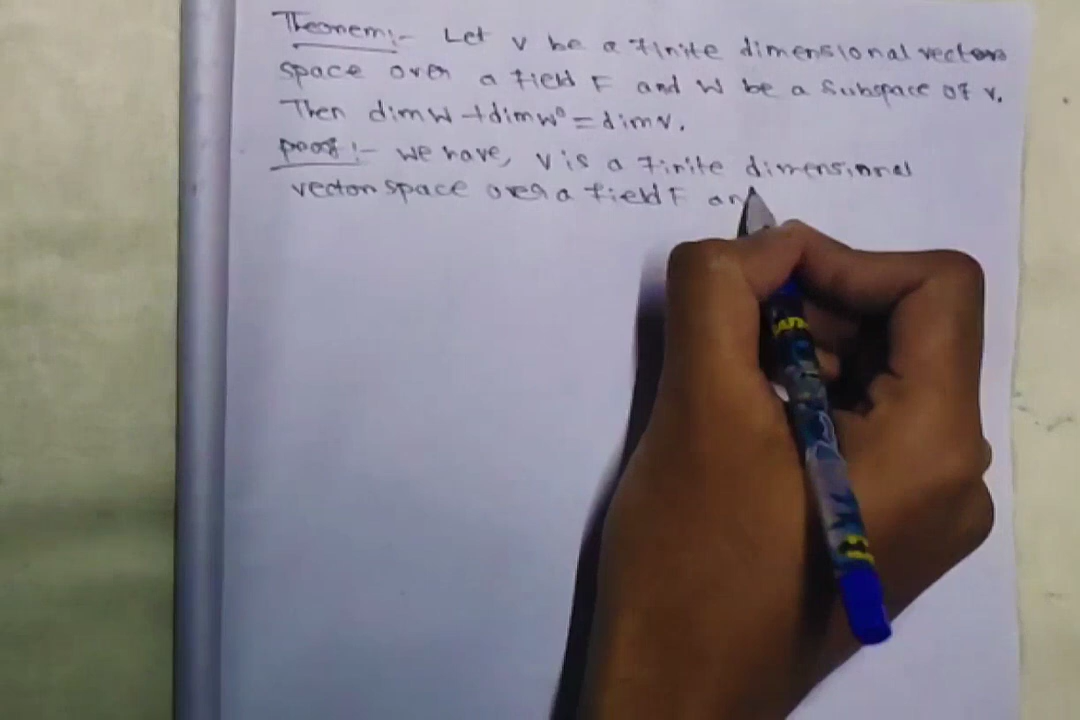 Theorem:- Let V be a finite dimensional vector
space over a field F and W be a Subspace of V.
Then dim W + dim W⁰ = dim V.
Proof:- We have, V is a finite dimensional
vector space over a field F an